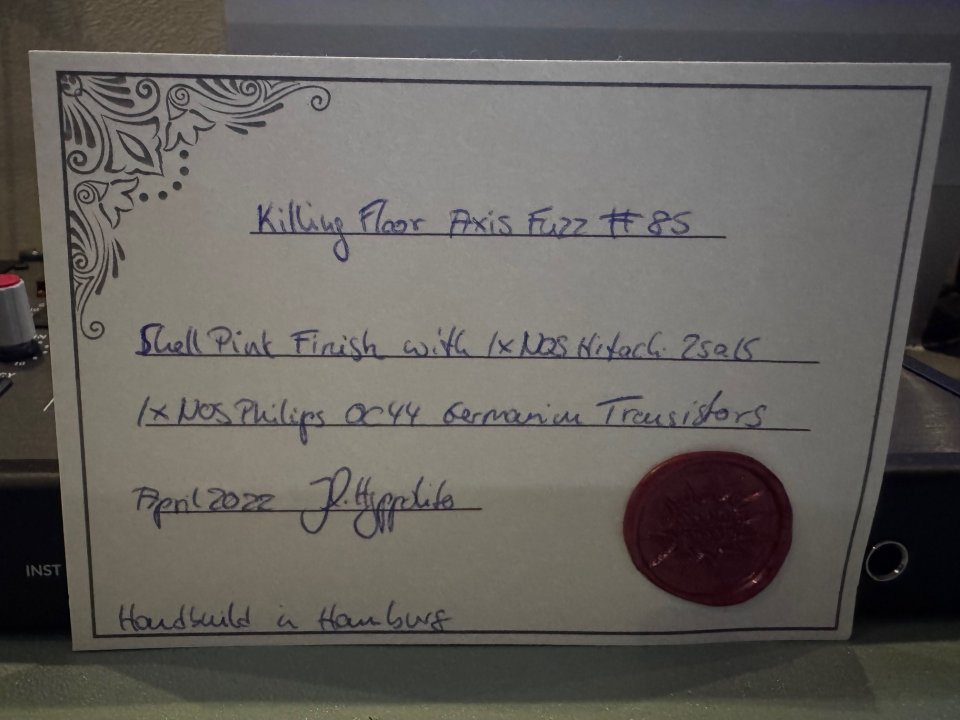 Killing Floor Axis Fuzz # 85
Shell Pink Finish with 1x NOS Hitachi 2sa15
1x NOS Philips OC44 Germanium Transistors
April 2022 J.R. Hyppolito
Handbuild in Hamburg
INST